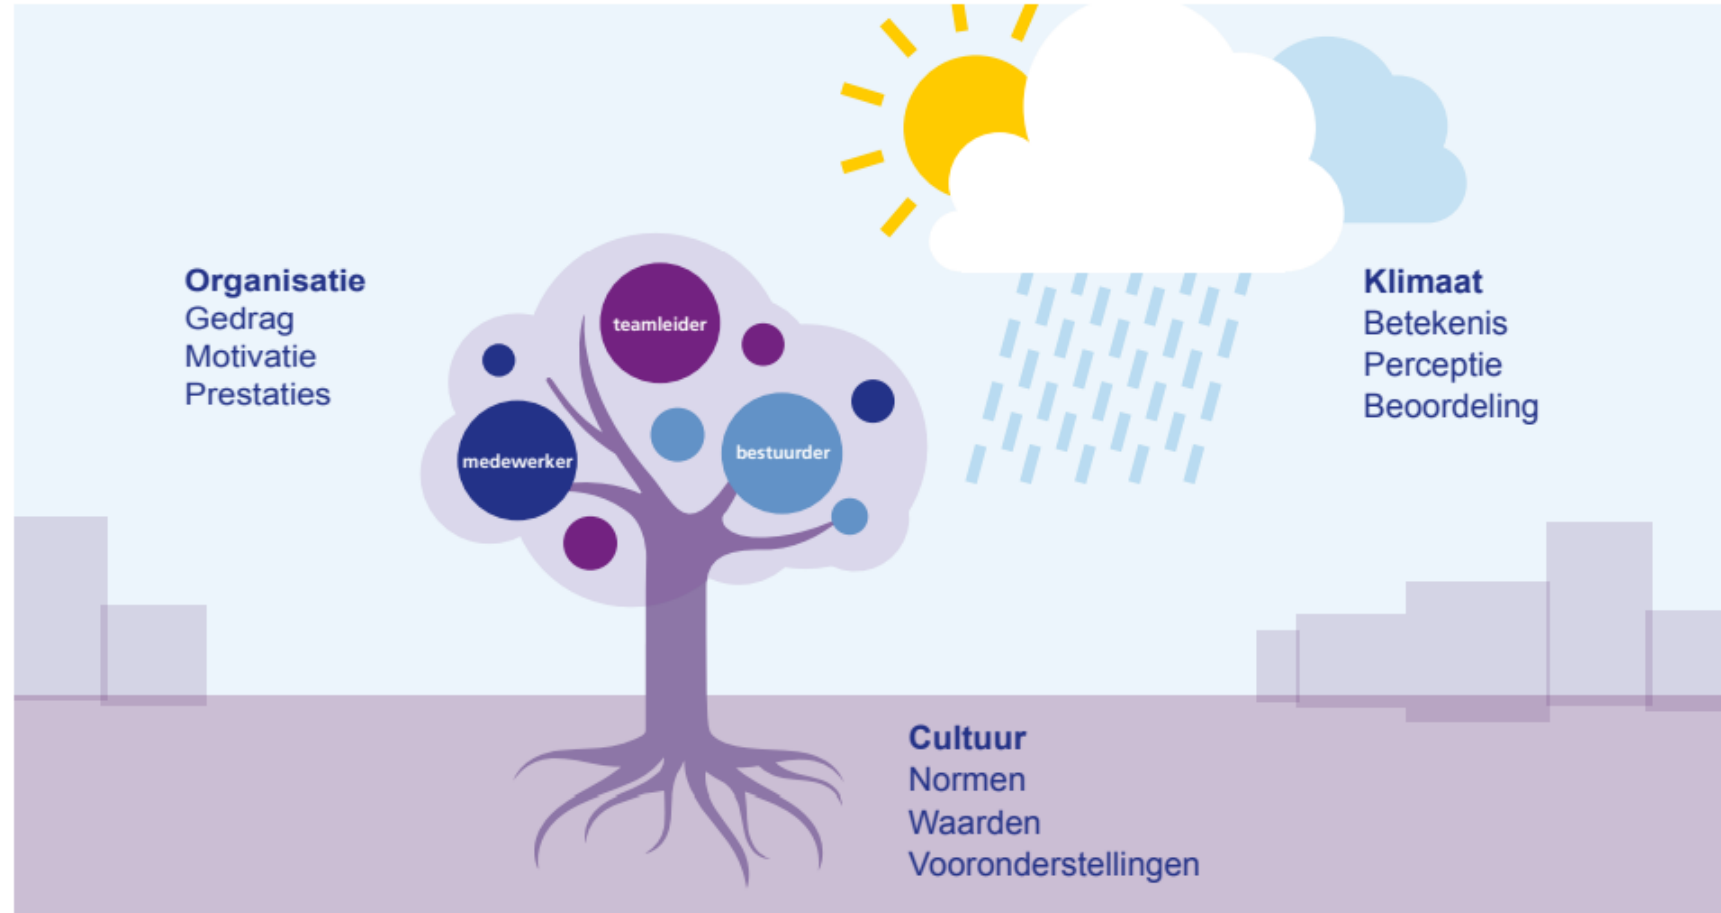 Organisatie
Gedrag
Motivatie
Prestaties
teamleider
medewerker
bestuurder
Klimaat
Betekenis
Perceptie
Beoordeling
Cultuur
Normen
Waarden
Vooronderstellingen